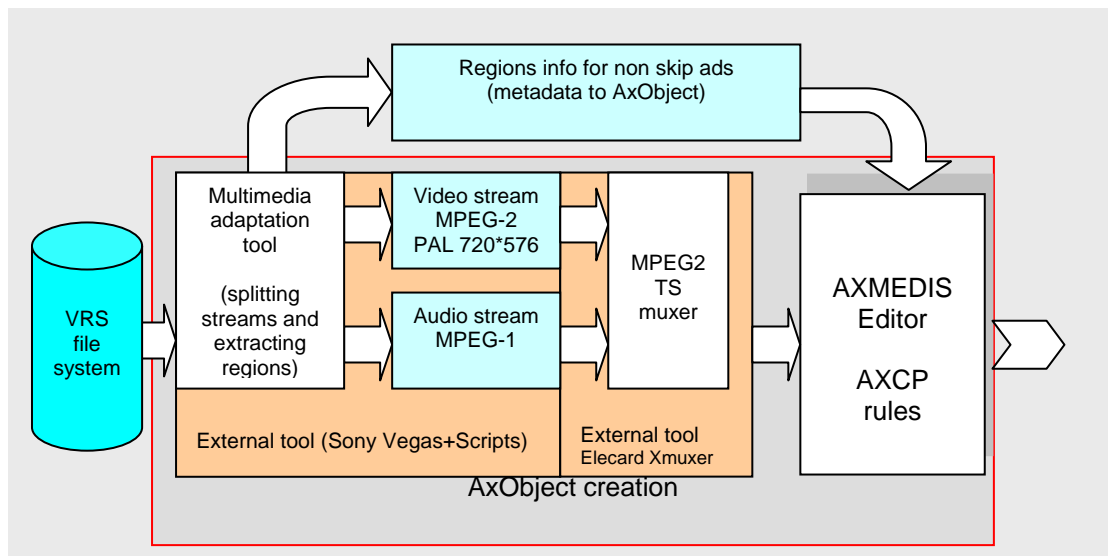 Regions info for non skip ads
(metadata to AxObject)
VRS
file
system
Multimedia
adaptation
tool
(splitting
streams and
extracting
regions)
Video stream
MPEG-2
PAL 720*576
Audio stream
MPEG-1
MPEG2
TS
muxer
AXMEDIS
Editor
AXCP
rules
External tool (Sony Vegas+Scripts)
External tool
Elecard Xmuxer
AxObject creation